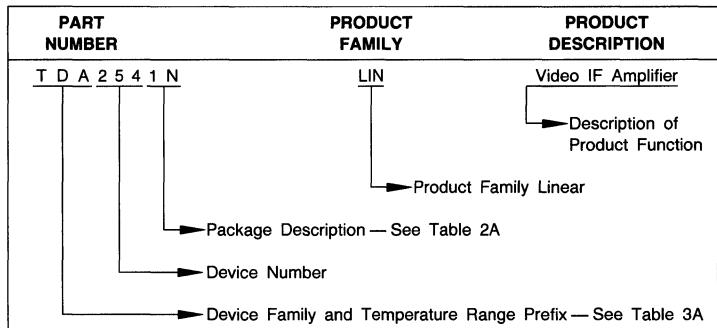 PART NUMBER
PRODUCT FAMILY
PRODUCT DESCRIPTION
T D A 2 5 4 1 N
LIN
Video IF Amplifier
Description of
Product Function
Product Family Linear
Package Description — See Table 2A
Device Number
Device Family and Temperature Range Prefix — See Table 3A